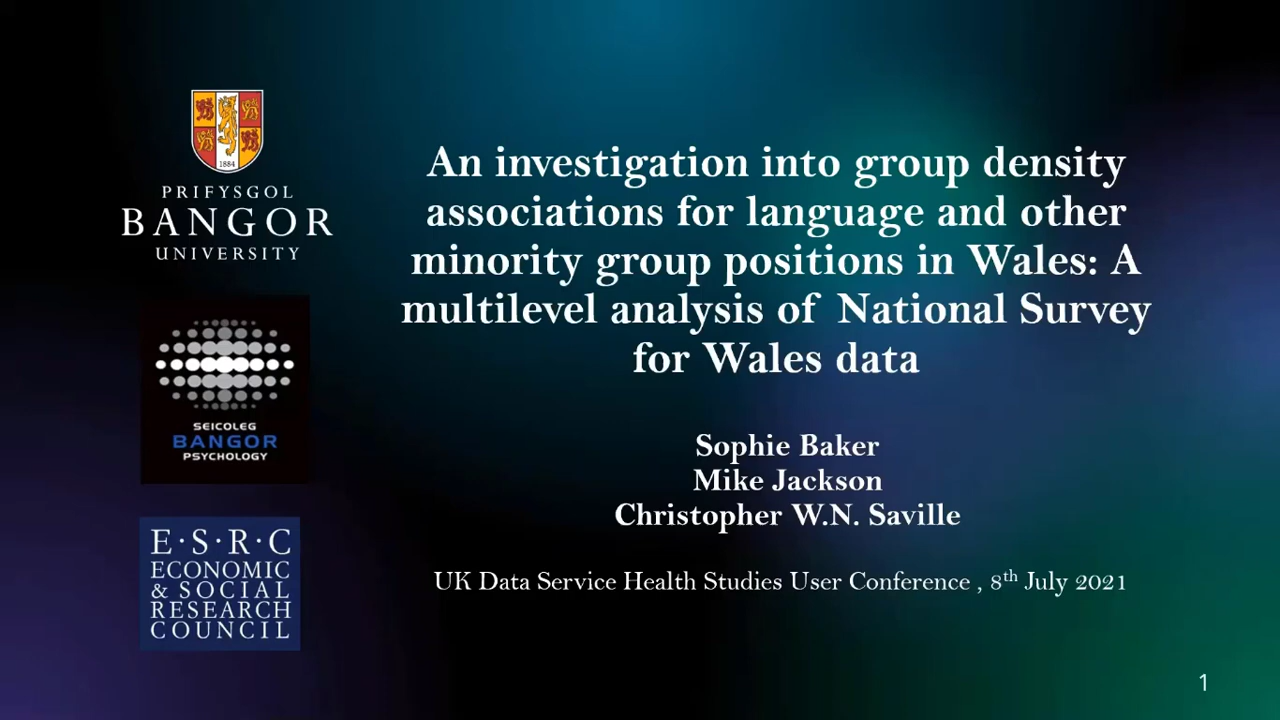 1884
PRIFYSGOL
BANGOR
UNIVERSITY
SEICOLEG
BANGOR
PSYCHOLOGY
E·S·R·C
ECONOMIC
& SOCIAL
RESEARCH
COUNCIL
An investigation into group density
associations for language and other
minority group positions in Wales: A
multilevel analysis of National Survey
for Wales data
Sophie Baker
Mike Jackson
Christopher W.N. Saville
UK Data Service Health Studies User Conference , 8th July 2021
1